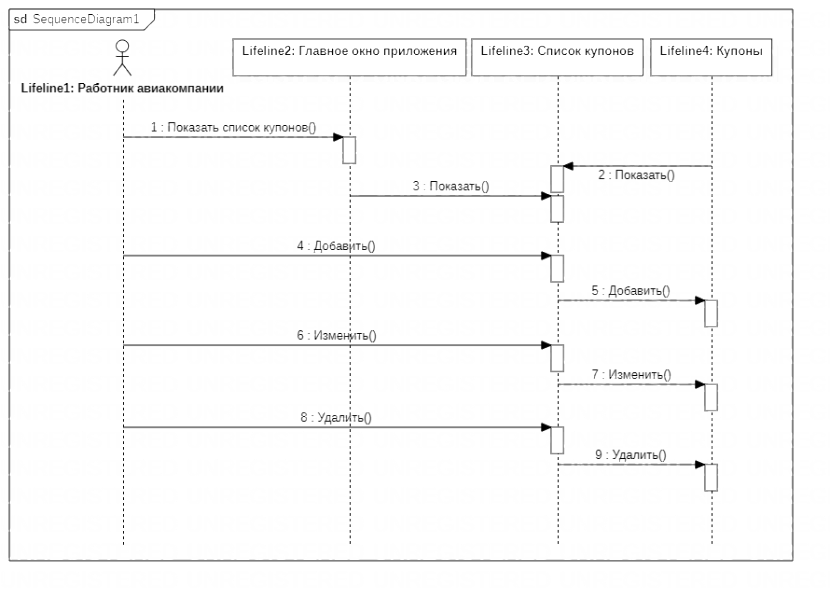 sd SequenceDiagram1
Lifeline1: Работник авиакомпании
Lifeline2: Главное окно приложения
Lifeline3: Список купонов
Lifeline4: Купоны
1 : Показать список купонов()
2 : Показать()
3 : Показать()
4 : Добавить()
5 : Добавить()
6 : Изменить()
7 : Изменить()
8 : Удалить()
9 : Удалить()